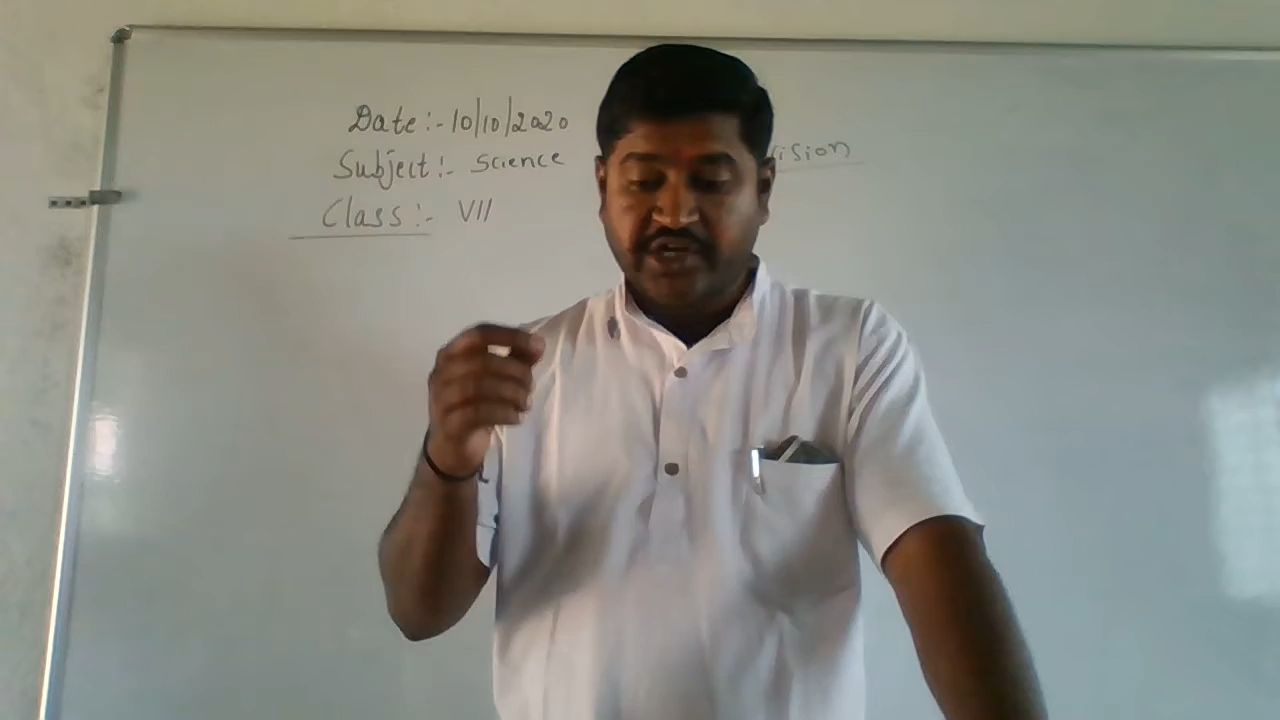 Date :- 10/10/2020
Subject :- Science
Class :- VII